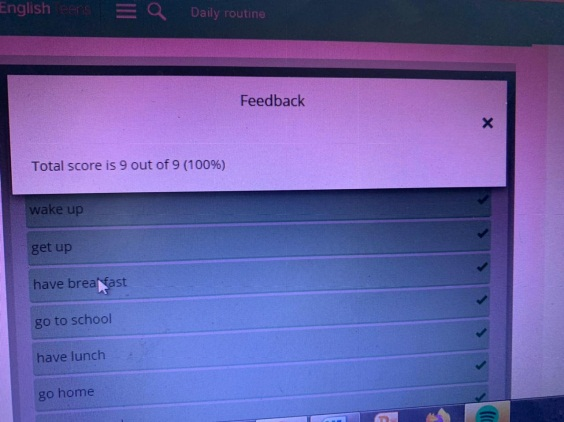 English Teens
Daily routine
Feedback
Total score is 9 out of 9 (100%)
wake up
get up
have breakfast
go to school
have lunch
go home